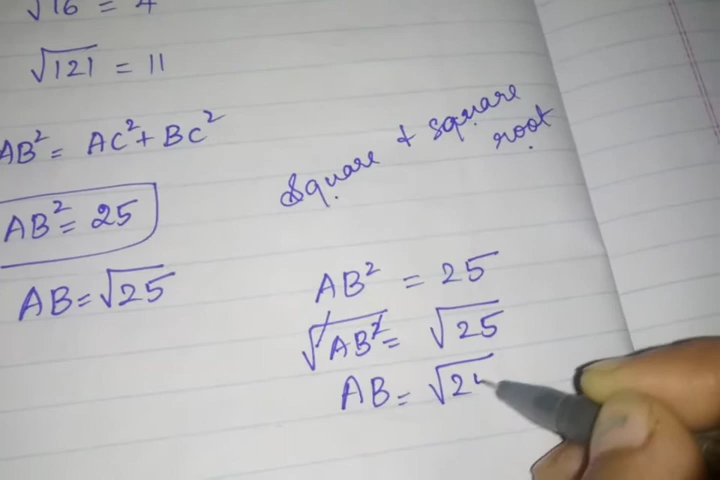 √16 = 4
√121 = 11
AB² = AC² + BC²
AB² = 25
AB = √25
Square + square
root
AB² = 25
√AB² = √25
AB = √2